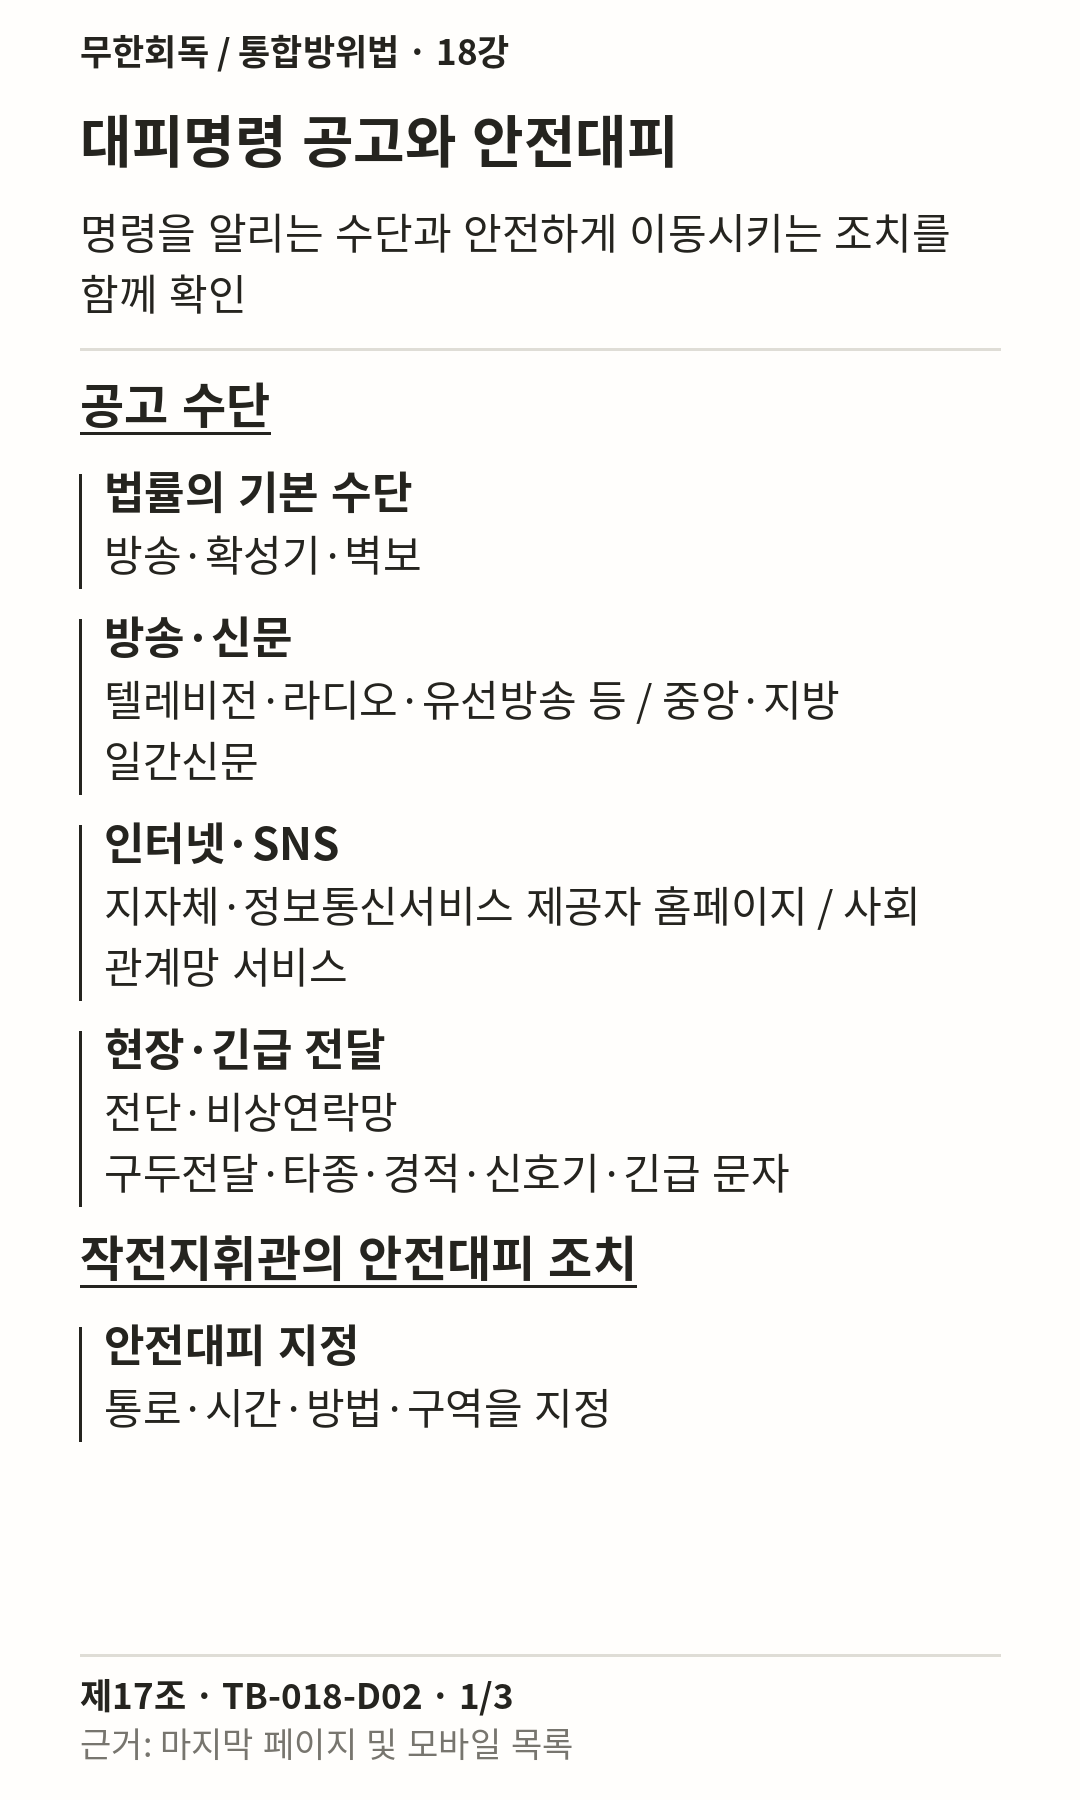 무한회독 / 통합방위법 · 18강
대피명령 공고와 안전대피
명령을 알리는 수단과 안전하게 이동시키는 조치를
함께 확인
공고 수단
법률의 기본 수단
방송·확성기·벽보
방송·신문
텔레비전·라디오·유선방송 등 / 중앙·지방
일간신문
인터넷·SNS
지자체·정보통신서비스 제공자 홈페이지 / 사회
관계망 서비스
현장·긴급 전달
전단·비상연락망
구두전달·타종·경적·신호기·긴급 문자
작전지휘관의 안전대피 조치
안전대피 지정
통로·시간·방법·구역을 지정
제17조 · TB-018-D02 · 1/3
근거: 마지막 페이지 및 모바일 목록